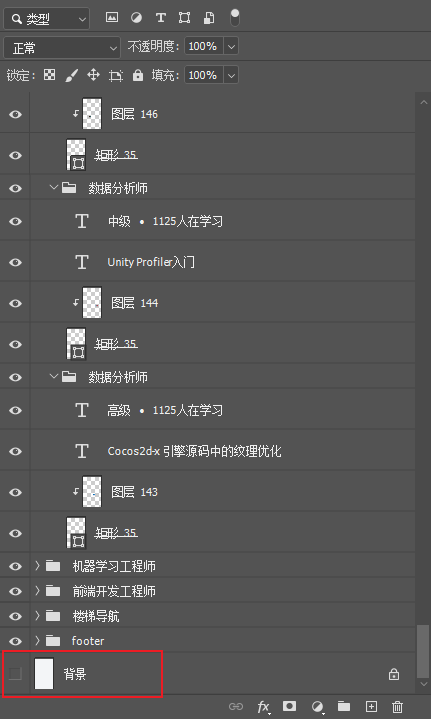 类型
正常 不透明度: 100%
锁定: 填充: 100%
图层 146
矩形 35
数据分析师
中级 • 1125人在学习
Unity Profiler入门
图层 144
矩形 35
数据分析师
高级 • 1125人在学习
Cocos2d-x 引擎源码中的纹理优化
图层 143
矩形 35
机器学习工程师
前端开发工程师
楼梯导航
footer
背景
fx